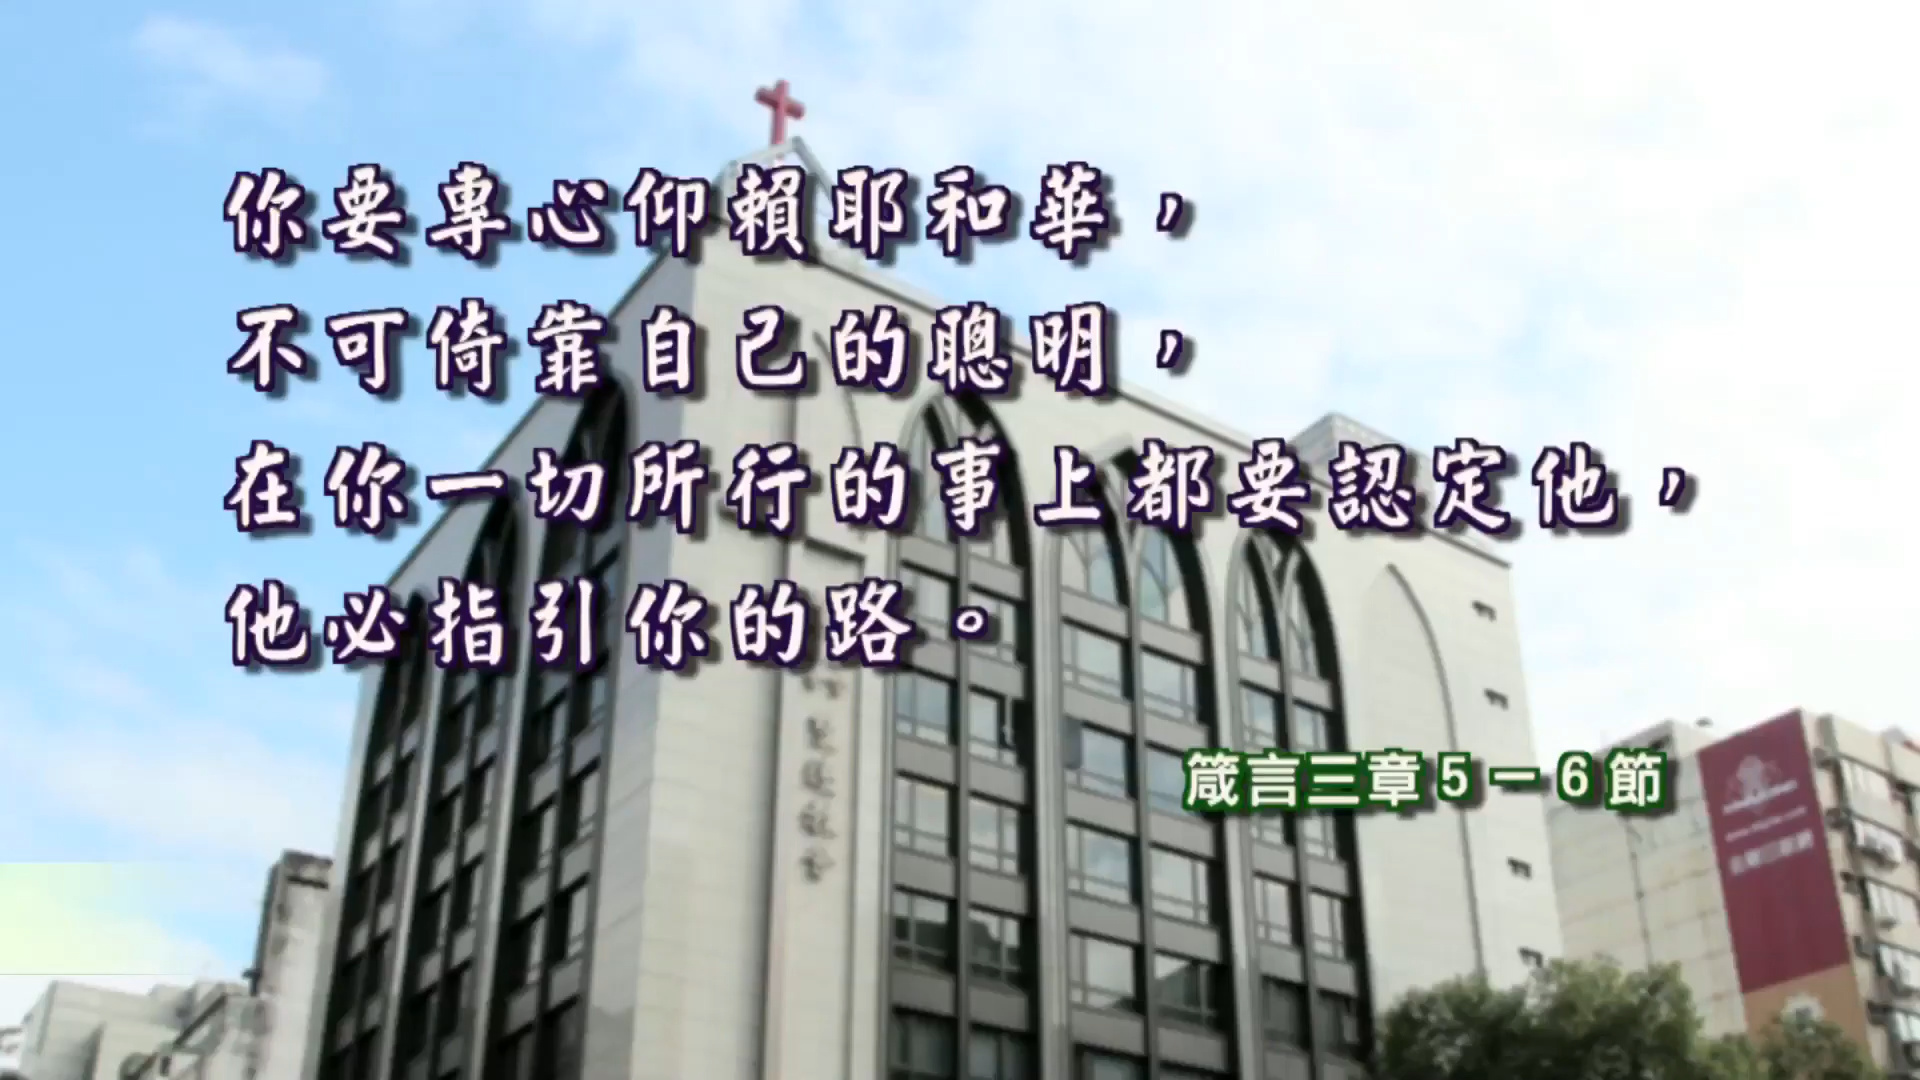 你要專心仰賴耶和華，
不可倚靠自己的聰明，
在你一切所行的事上都要認定他，
他必指引你的路。
箴言三章5－6節